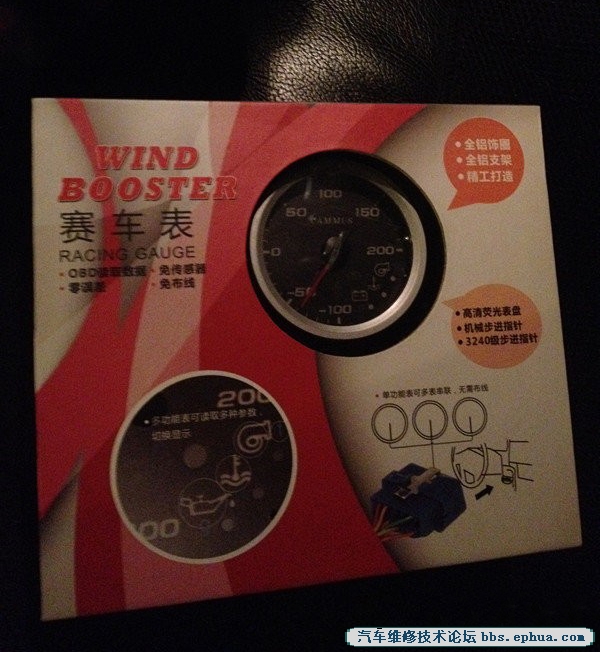 WIND
BOOSTER
赛车表
RACING GAUGE
• OBD读取数据 • 免传感器
• 零误差 • 免布线
• 全铝饰圈
• 全铝支架
• 精工打造
100
50 150
AMMUS
0 200
-50
-100
• 高清荧光表盘
• 机械步进指针
• 3240级步进指针
• 单功能表可多表串联，无需布线
200
• 多功能表可读取多种参数，
切换显示
00
汽车维修技术论坛 bbs.ephua.com